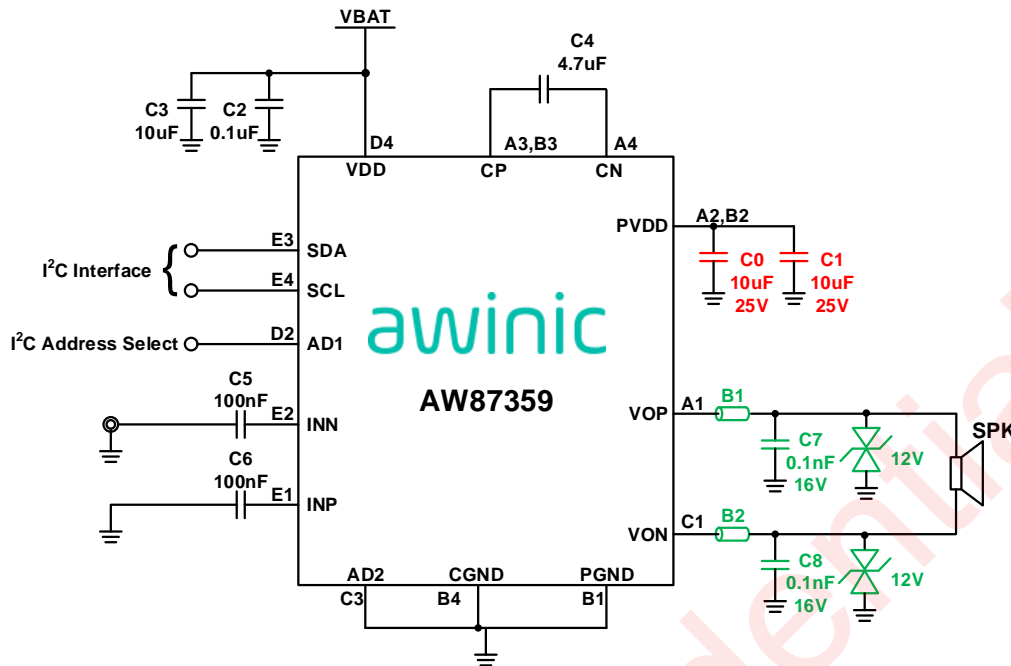 VBAT
C4
4.7uF
C3
10uF
C2
0.1uF
D4
A3,B3
A4
VDD
CP
CN
PVDD
A2,B2
C0
10uF
25V
C1
10uF
25V
I²C Interface {
E3
SDA
E4
SCL
I²C Address Select
D2
AD1
awinic
AW87359
C5
100nF
E2
INN
C6
100nF
E1
INP
VOP
A1
B1
C7
0.1nF
16V
12V
SPK
VON
C1
B2
C8
0.1nF
16V
12V
AD2
CGND
PGND
C3
B4
B1